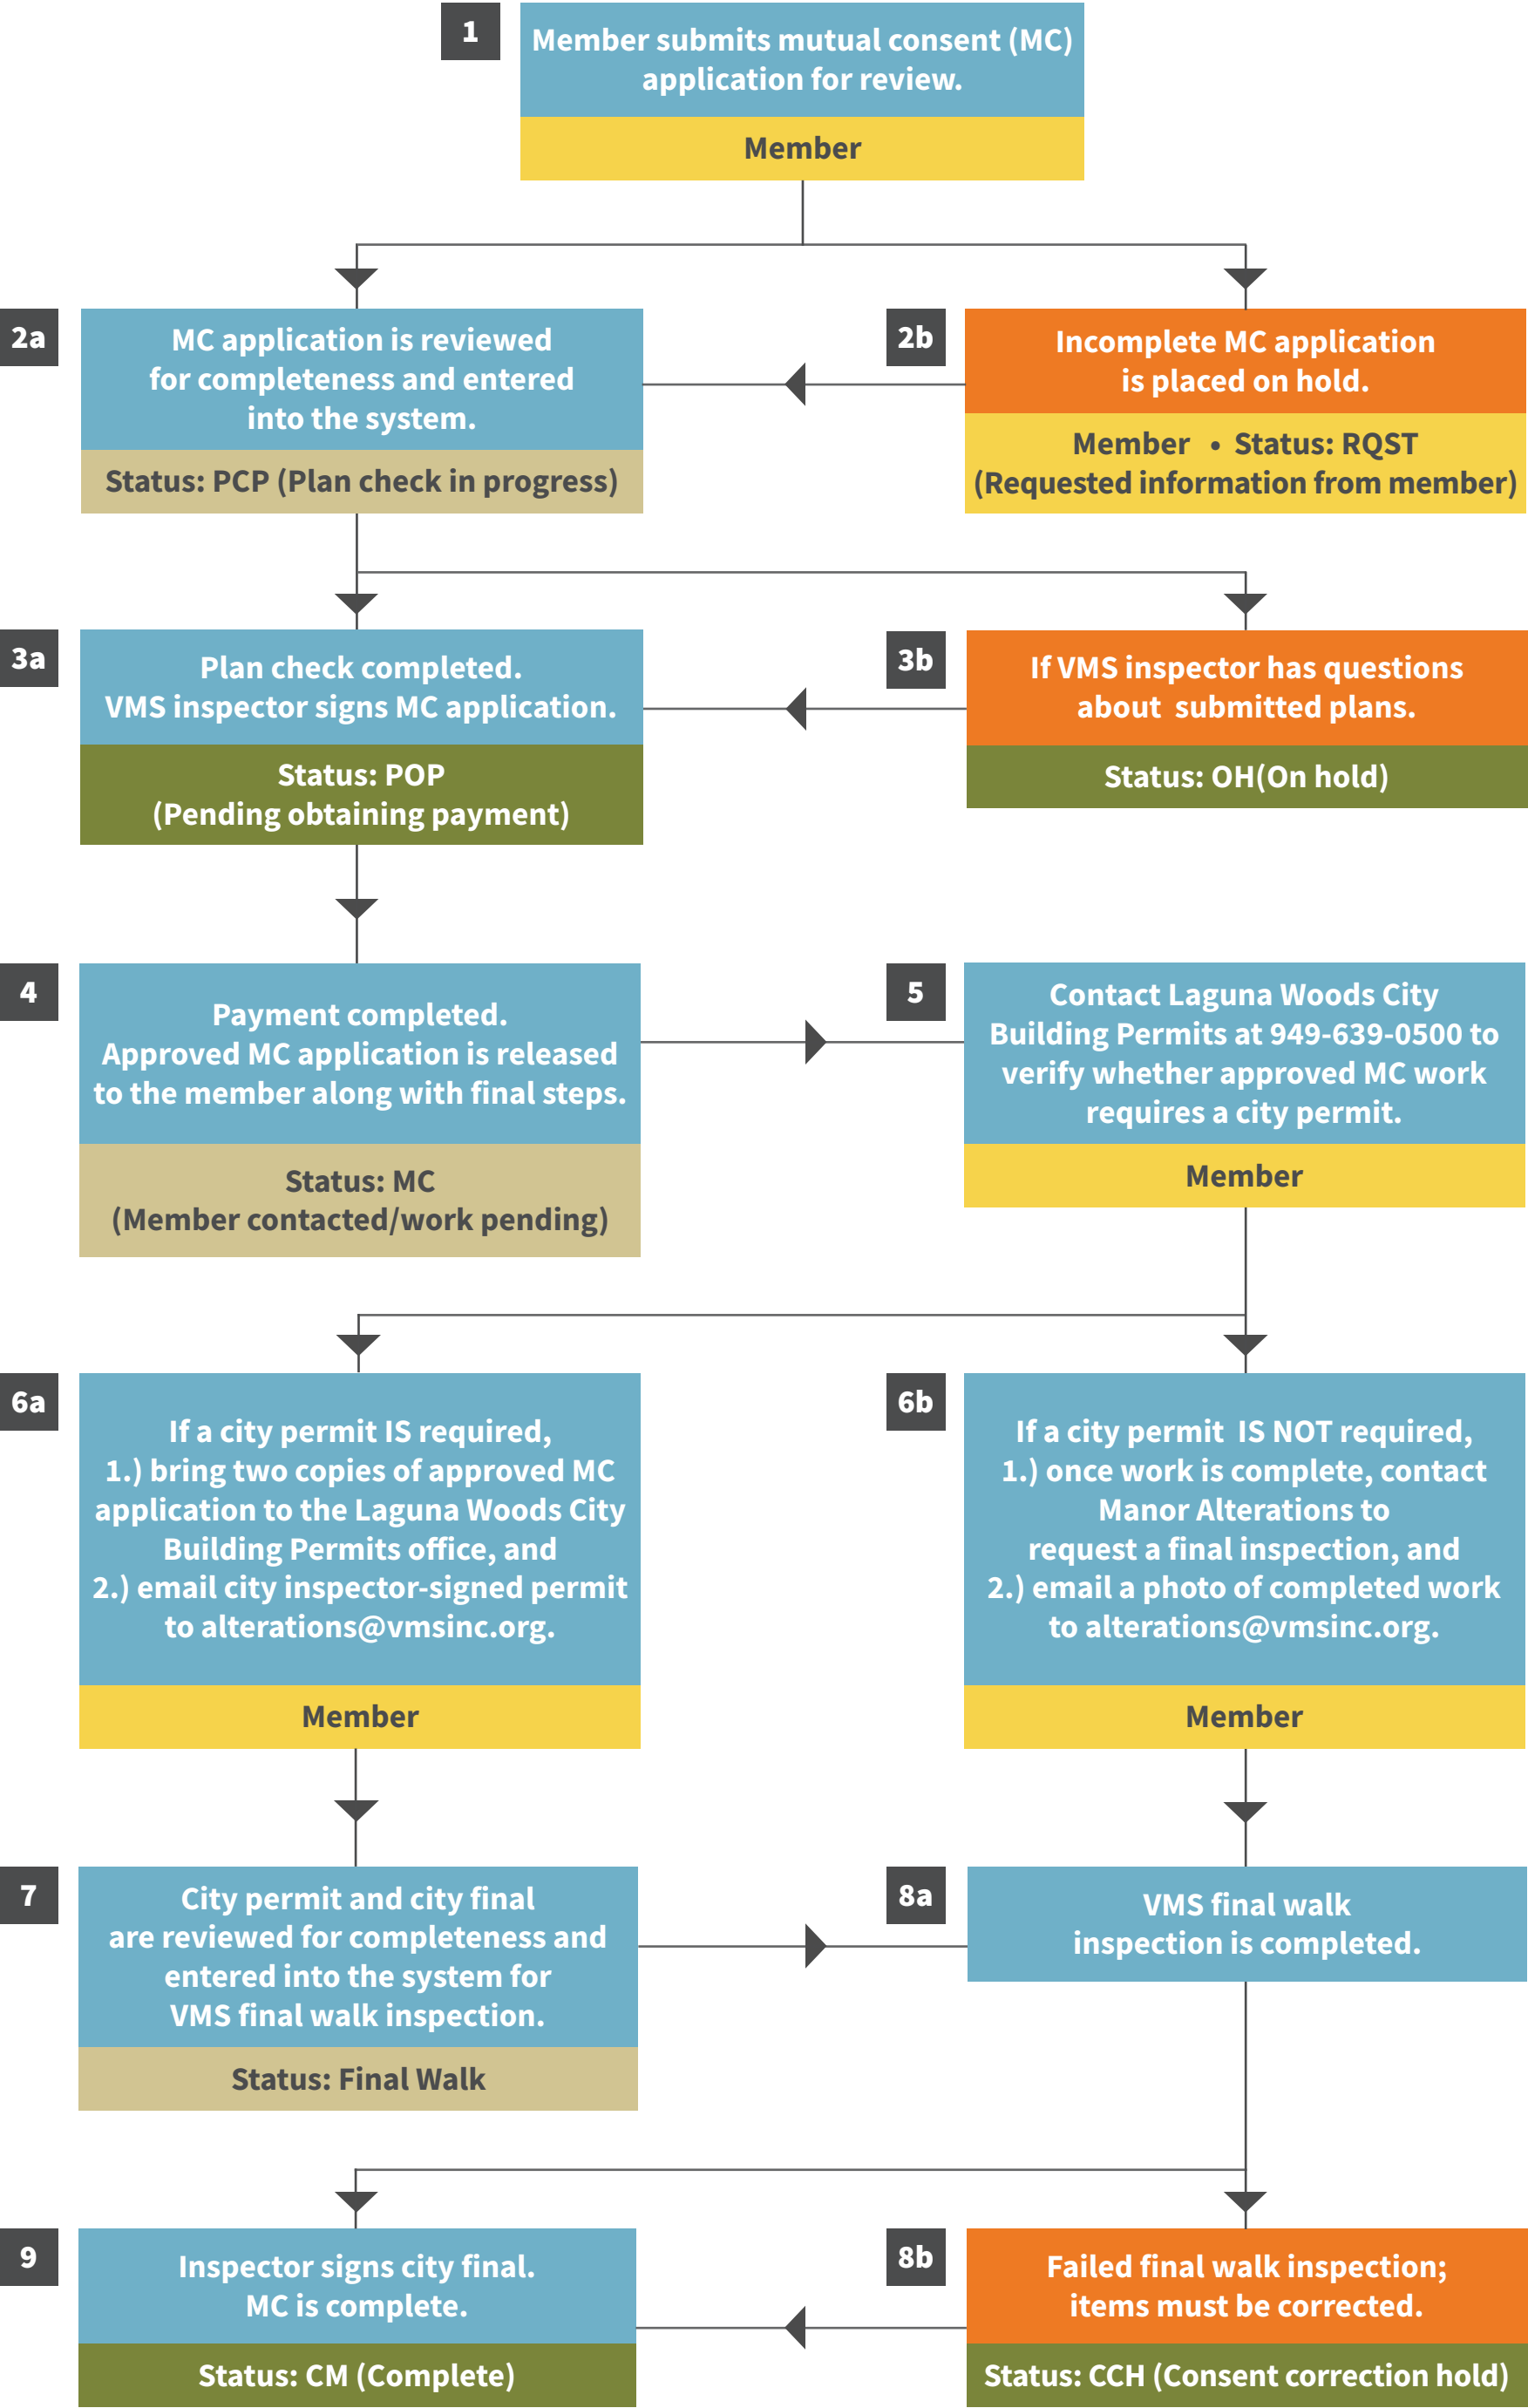 1
Member submits mutual consent (MC)
application for review.
Member
2a
MC application is reviewed
for completeness and entered
into the system.
Status: PCP (Plan check in progress)
2b
Incomplete MC application
is placed on hold.
Member • Status: RQST
(Requested information from member)
3a
Plan check completed.
VMS inspector signs MC application.
Status: POP
(Pending obtaining payment)
3b
If VMS inspector has questions
about submitted plans.
Status: OH(On hold)
4
Payment completed.
Approved MC application is released
to the member along with final steps.
Status: MC
(Member contacted/work pending)
5
Contact Laguna Woods City
Building Permits at 949-639-0500 to
verify whether approved MC work
requires a city permit.
Member
6a
If a city permit IS required,
1.) bring two copies of approved MC
application to the Laguna Woods City
Building Permits office, and
2.) email city inspector-signed permit
to alterations@vmsinc.org.
Member
6b
If a city permit IS NOT required,
1.) once work is complete, contact
Manor Alterations to
request a final inspection, and
2.) email a photo of completed work
to alterations@vmsinc.org.
Member
7
City permit and city final
are reviewed for completeness and
entered into the system for
VMS final walk inspection.
Status: Final Walk
8a
VMS final walk
inspection is completed.
9
Inspector signs city final.
MC is complete.
Status: CM (Complete)
8b
Failed final walk inspection;
items must be corrected.
Status: CCH (Consent correction hold)